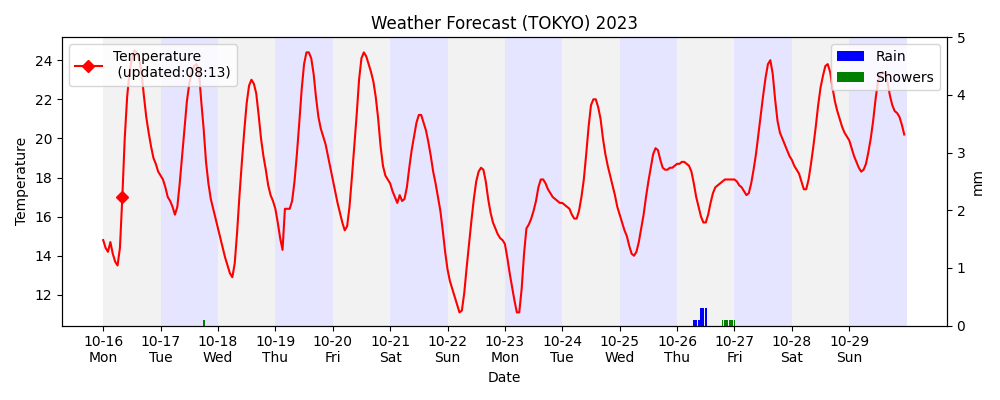 Weather Forecast (TOKYO) 2023
Temperature
(updated:08:13)
Rain
Showers
Temperature
24
22
20
18
16
14
12
5
4
3
2
1
0
mm
10-16 10-17 10-18 10-19 10-20 10-21 10-22 10-23 10-24 10-25 10-26 10-27 10-28 10-29
Mon Tue Wed Thu Fri Sat Sun Mon Tue Wed Thu Fri Sat Sun
Date